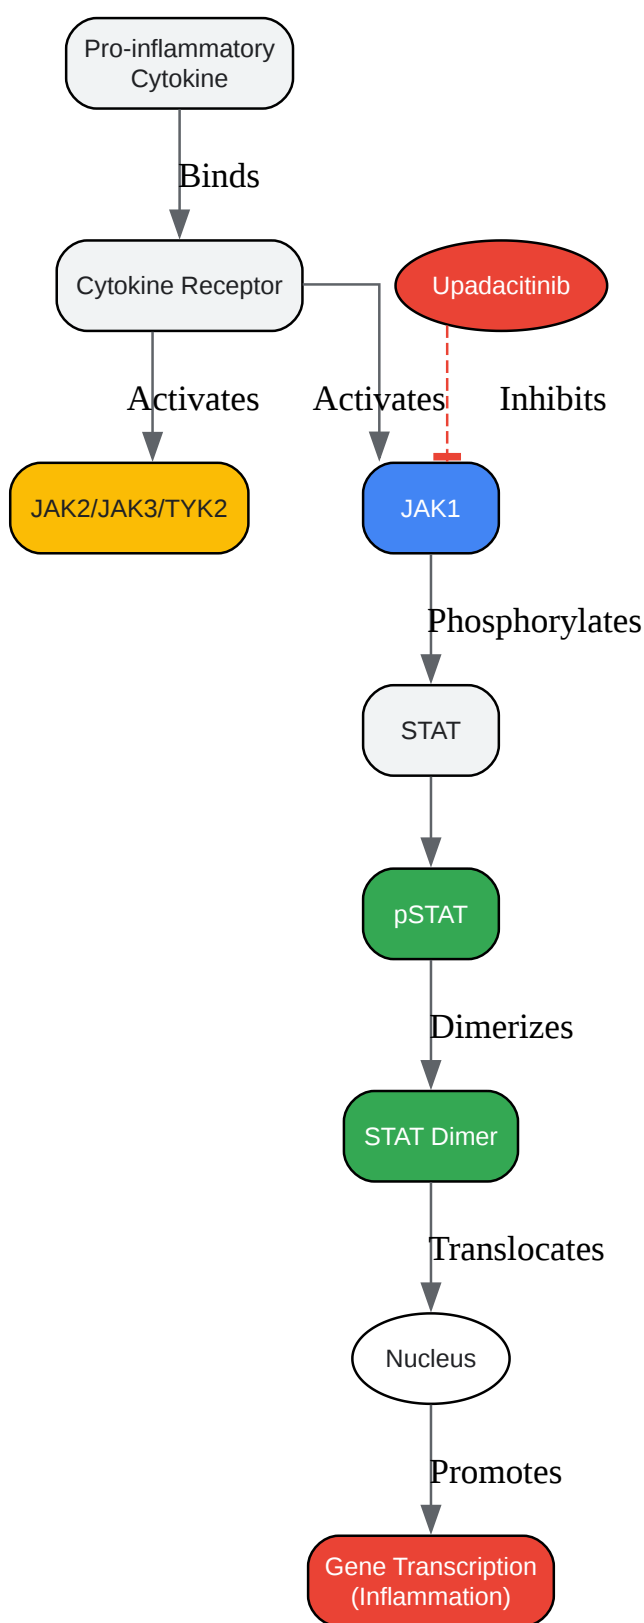 Pro-inflammatory
Cytokine
Binds
Cytokine Receptor
Upadacitinib
Activates
Activates
Inhibits
JAK2/JAK3/TYK2
JAK1
Phosphorylates
STAT
pSTAT
Dimerizes
STAT Dimer
Translocates
Nucleus
Promotes
Gene Transcription
(Inflammation)